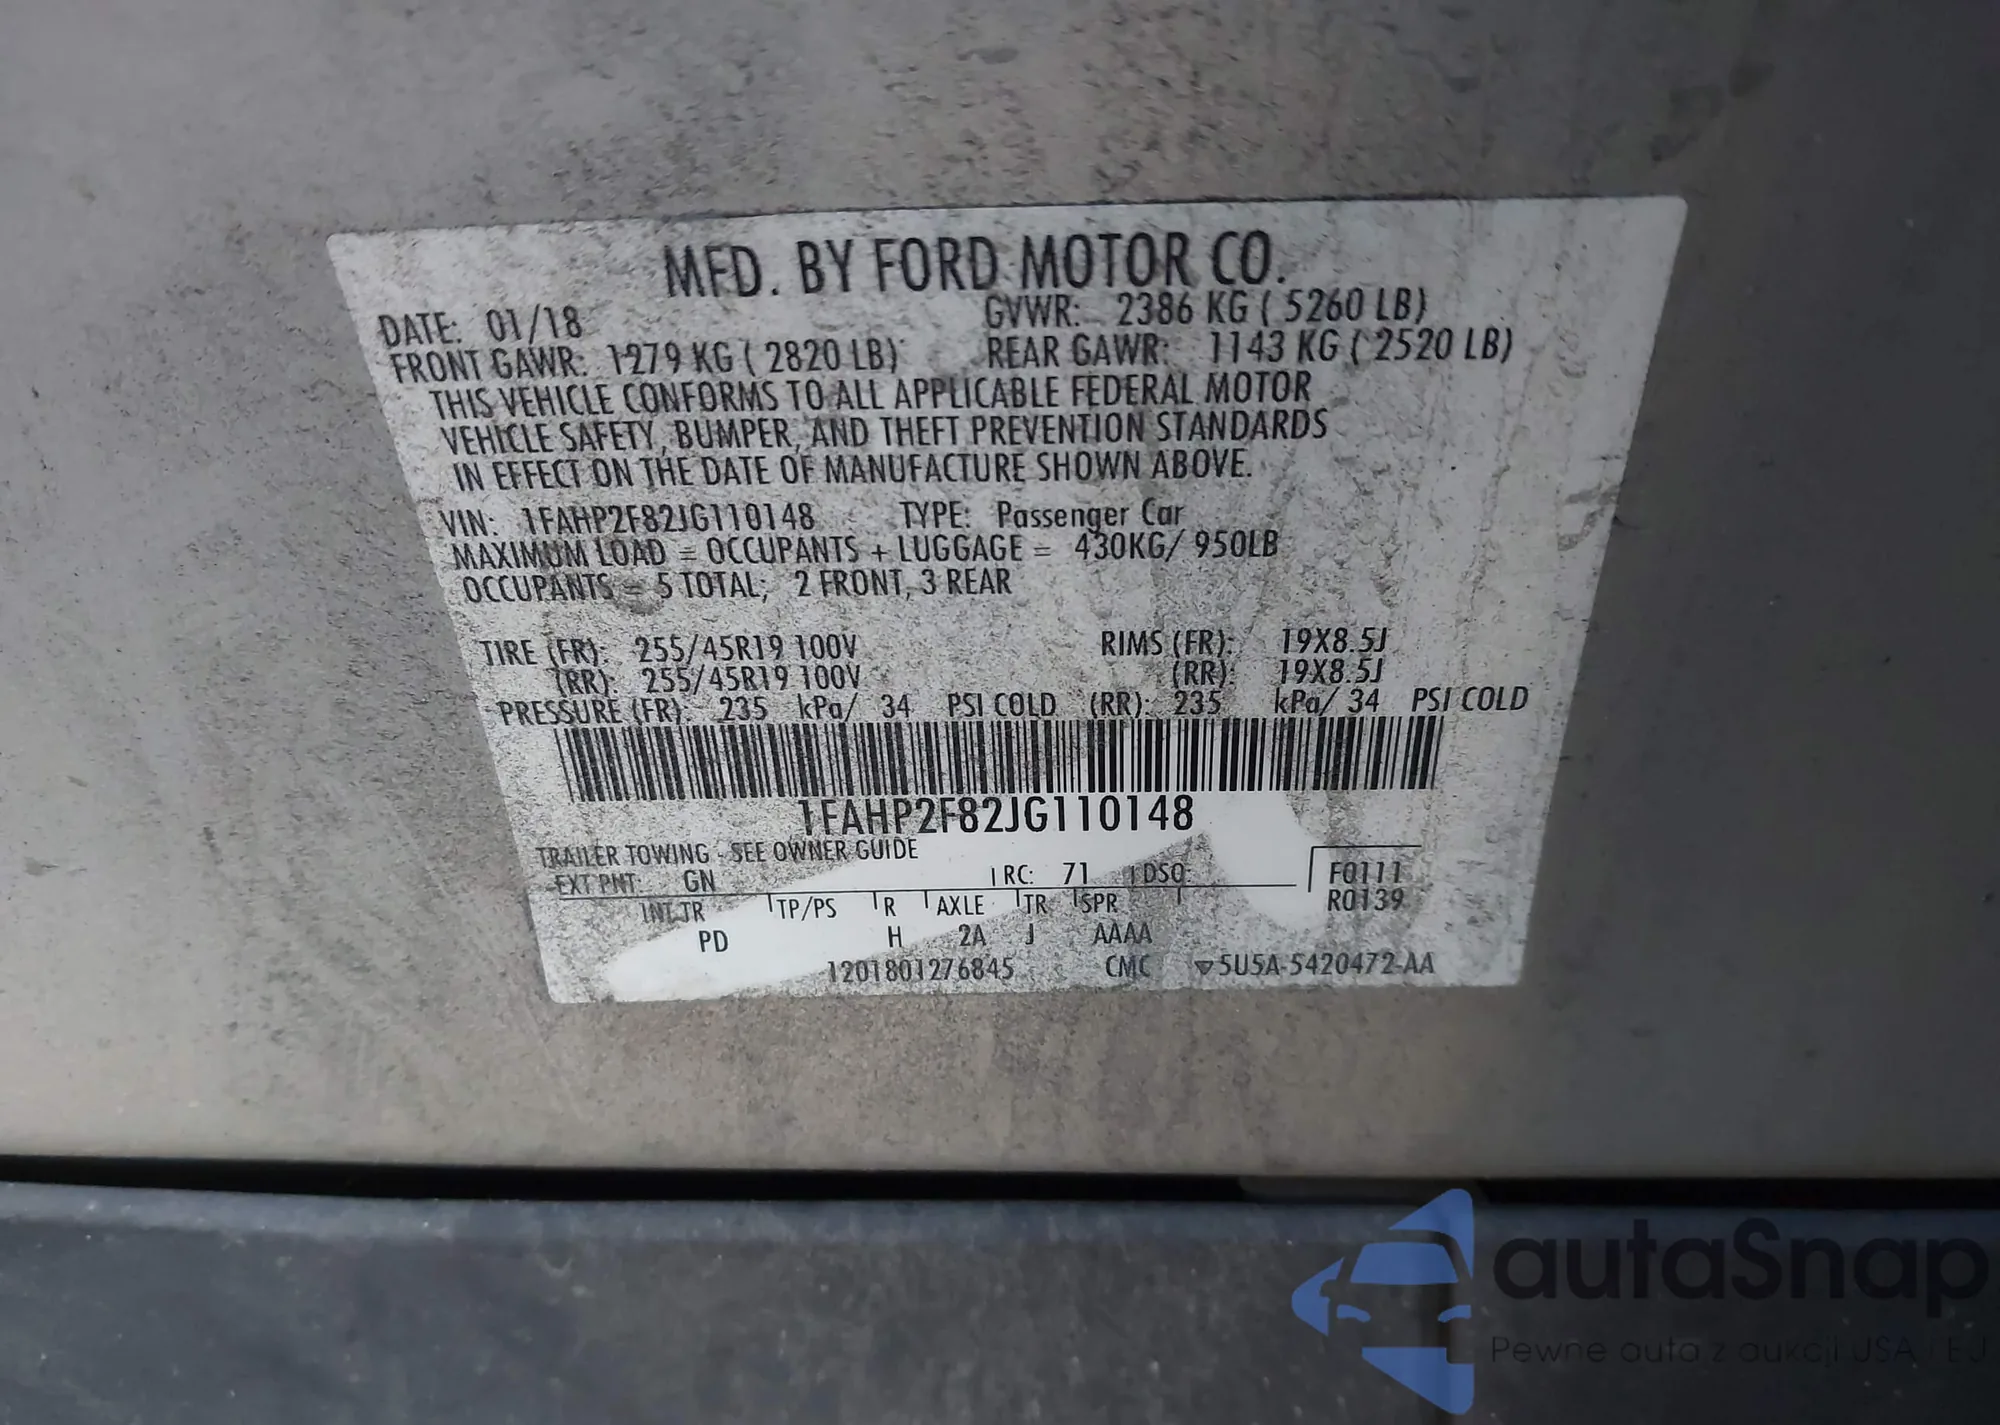 MFD. BY FORD MOTOR CO.
DATE: 01/18 GVWR: 2386 KG ( 5260 LB)
FRONT GAWR: 1279 KG ( 2820 LB) REAR GAWR: 1143 KG ( 2520 LB)
THIS VEHICLE CONFORMS TO ALL APPLICABLE FEDERAL MOTOR
VEHICLE SAFETY, BUMPER, AND THEFT PREVENTION STANDARDS
IN EFFECT ON THE DATE OF MANUFACTURE SHOWN ABOVE.
VIN: 1FAHP2F82JG110148 TYPE: Passenger Car
MAXIMUM LOAD = OCCUPANTS + LUGGAGE = 430KG/ 950LB
OCCUPANTS = 5 TOTAL; 2 FRONT, 3 REAR
TIRE (FR): 255/45R19 100V RIMS (FR): 19X8.5J
(RR): 255/45R19 100V (RR): 19X8.5J
PRESSURE (FR): 235 kPa/ 34 PSI COLD (RR): 235 kPa/ 34 PSI COLD
1FAHP2F82JG110148
TRAILER TOWING - SEE OWNER GUIDE
EXT PNT: GN RC: 71 DSO: F0111
INT TR TP/PS R AXLE TR SPR R0139
PD H 2A J AAAA
1201801276845 CMC 5U5A-5420472-AA
autaSnap
Pewne auta z aukcji USA i EJ